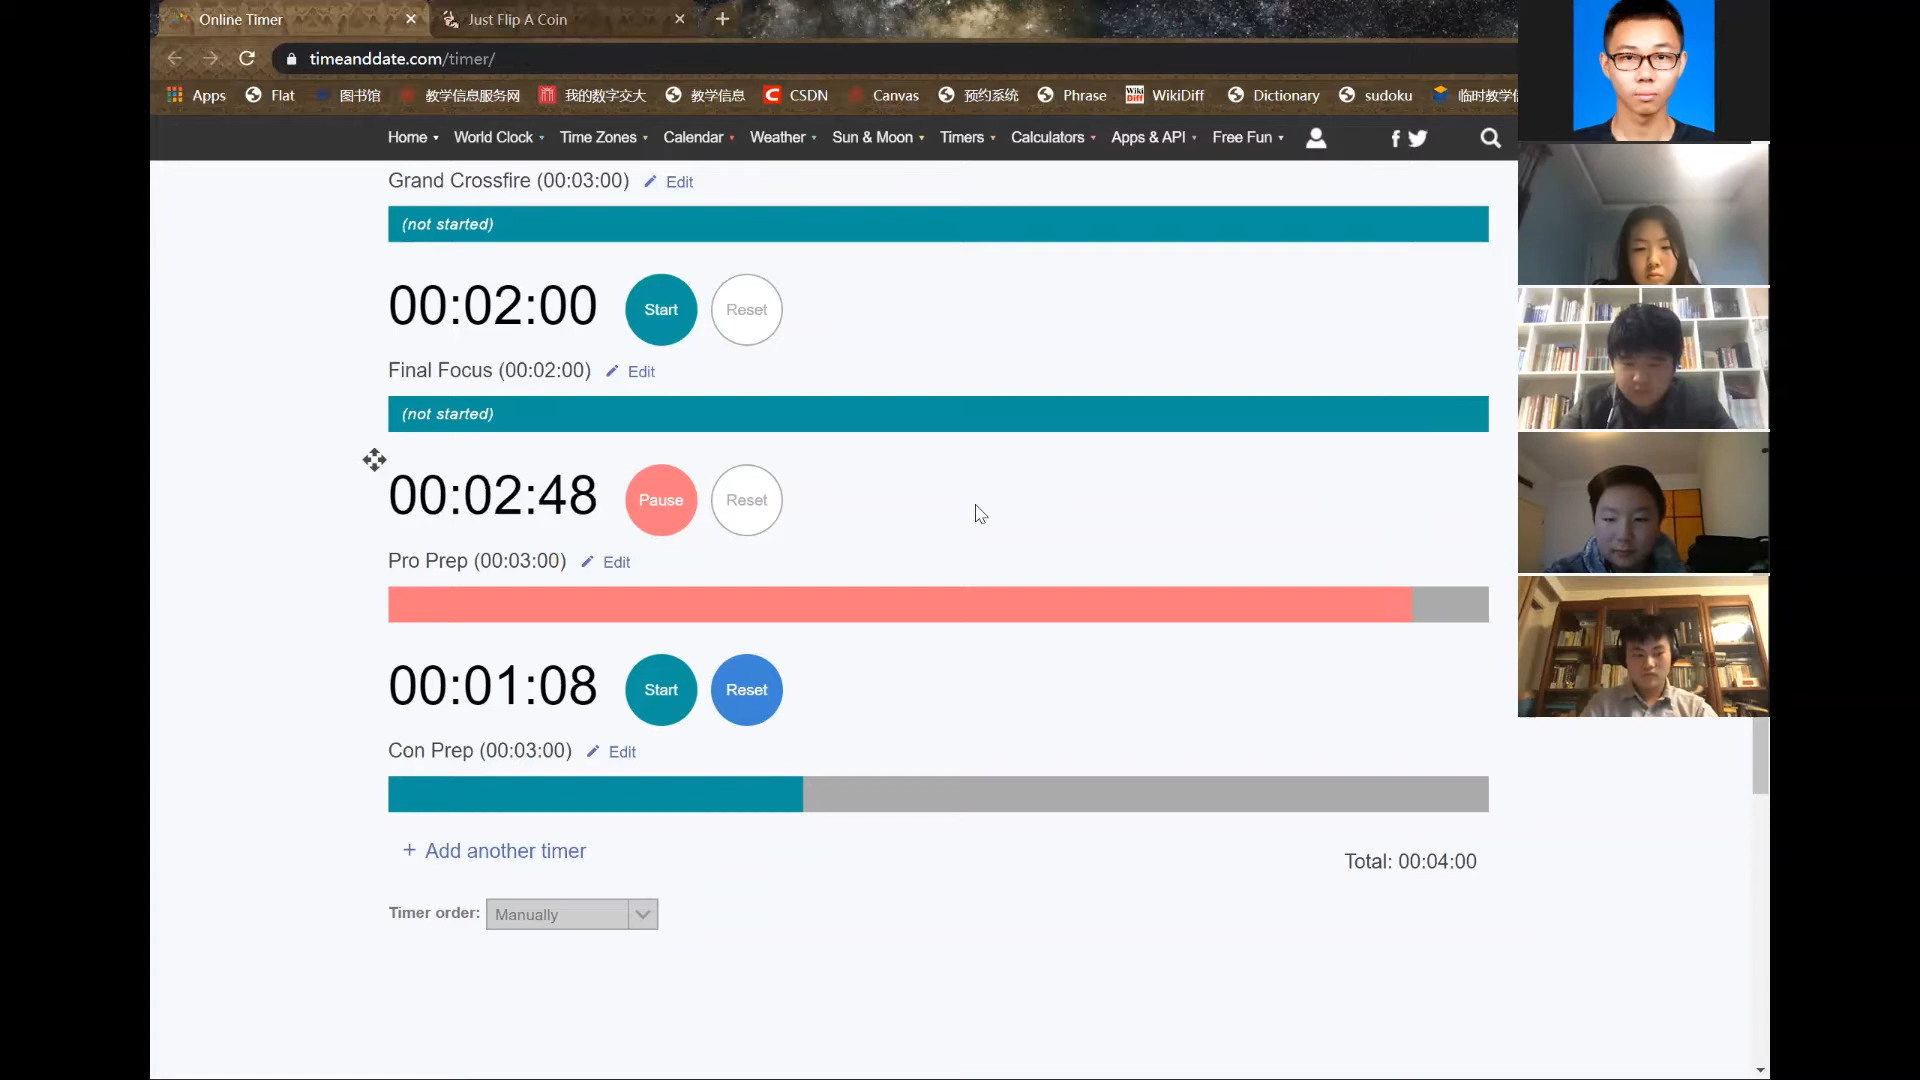 Online Timer
Just Flip A Coin
timeanddate.com/timer/
Apps Flat 图书馆 教学信息服务网 我的数字交大 教学信息 CSDN Canvas 预约系统 Phrase WikiDiff Dictionary sudoku 临时教学信
Home World Clock Time Zones Calendar Weather Sun & Moon Timers Calculators Apps & API Free Fun
Grand Crossfire (00:03:00) Edit
(not started)
00:02:00 Start Reset
Final Focus (00:02:00) Edit
(not started)
00:02:48 Pause Reset
Pro Prep (00:03:00) Edit
00:01:08 Start Reset
Con Prep (00:03:00) Edit
+ Add another timer
Total: 00:04:00
Timer order: Manually